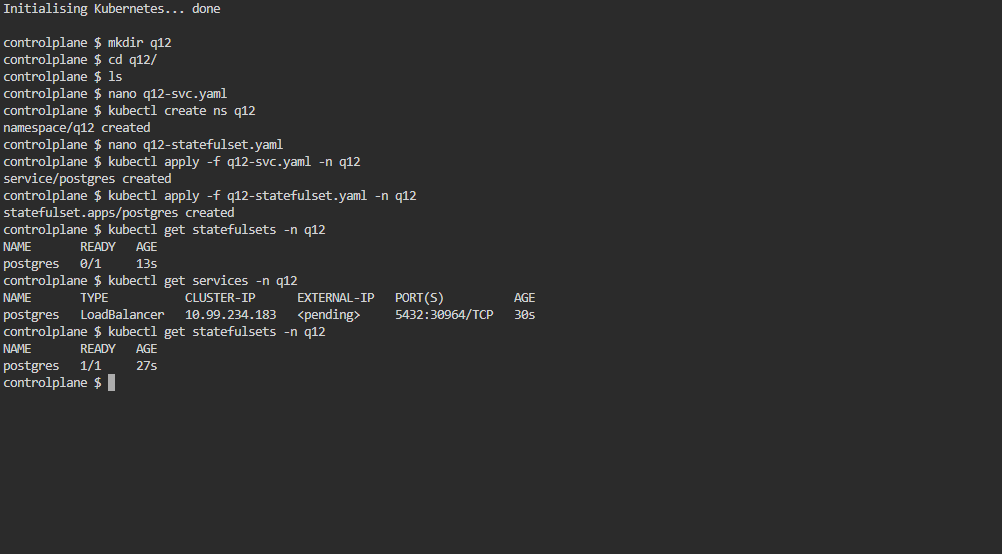 Initialising Kubernetes... done
controlplane $ mkdir q12
controlplane $ cd q12/
controlplane $ ls
controlplane $ nano q12-svc.yaml
controlplane $ kubectl create ns q12
namespace/q12 created
controlplane $ nano q12-statefulset.yaml
controlplane $ kubectl apply -f q12-svc.yaml -n q12
service/postgres created
controlplane $ kubectl apply -f q12-statefulset.yaml -n q12
statefulset.apps/postgres created
controlplane $ kubectl get statefulsets -n q12
NAME       READY   AGE
postgres   0/1     13s
controlplane $ kubectl get services -n q12
NAME       TYPE           CLUSTER-IP      EXTERNAL-IP   PORT(S)          AGE
postgres   LoadBalancer   10.99.234.183   <pending>     5432:30964/TCP   30s
controlplane $ kubectl get statefulsets -n q12
NAME       READY   AGE
postgres   1/1     27s
controlplane $